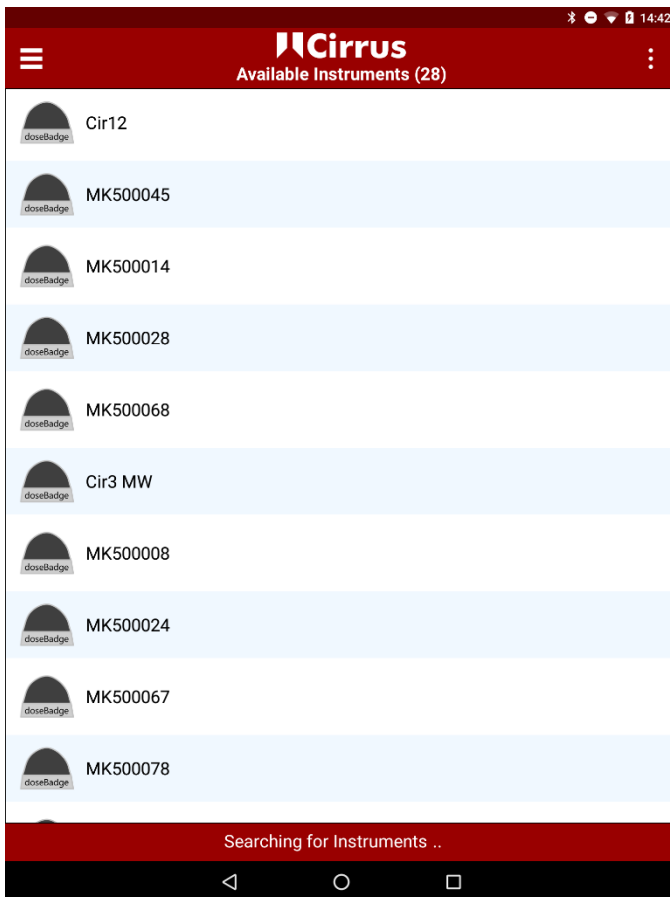 14:42
Cirrus
Available Instruments (28)
doseBadge
Cir12
doseBadge
MK500045
doseBadge
MK500014
doseBadge
MK500028
doseBadge
MK500068
doseBadge
Cir3 MW
doseBadge
MK500008
doseBadge
MK500024
doseBadge
MK500067
doseBadge
MK500078
Searching for Instruments ..